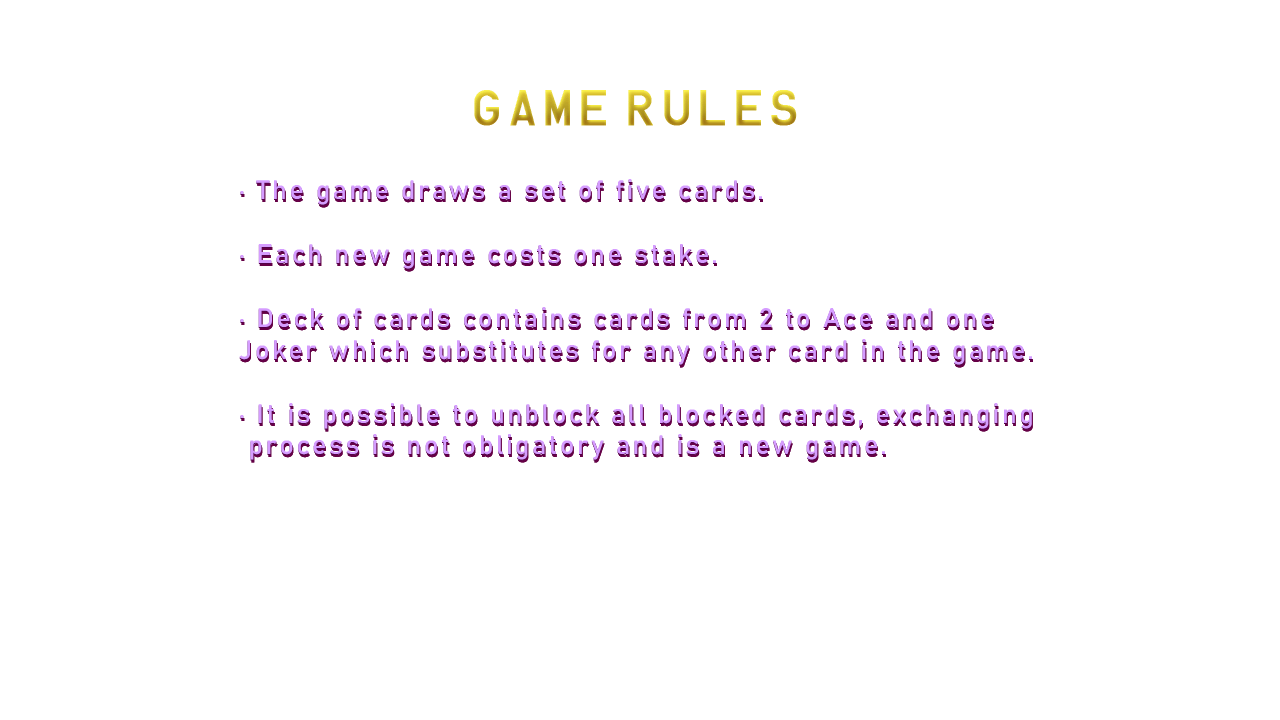 GAME RULES
· The game draws a set of five cards.
· Each new game costs one stake.
· Deck of cards contains cards from 2 to Ace and one
Joker which substitutes for any other card in the game.
· It is possible to unblock all blocked cards, exchanging
process is not obligatory and is a new game.